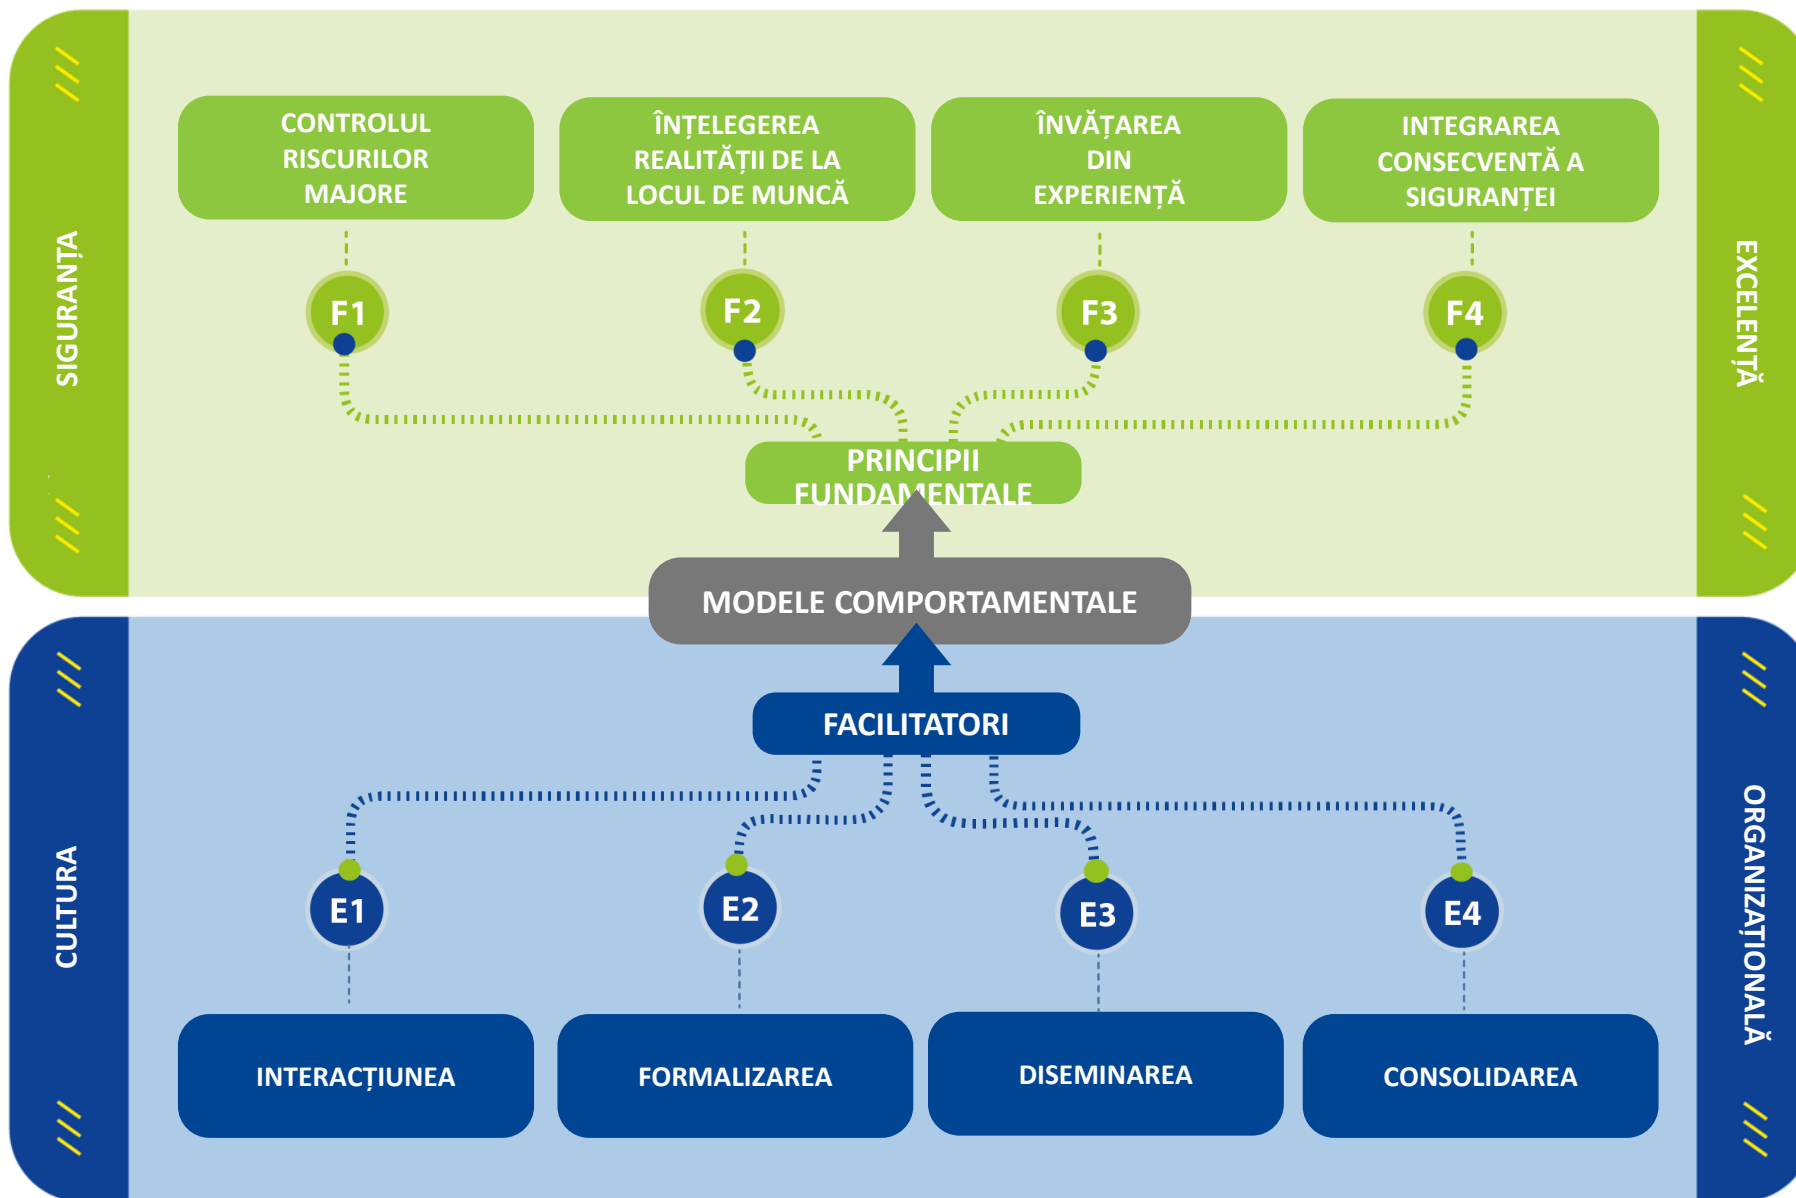 CONTROLUL
RISCURILOR
MAJORE
ÎNȚELEGEREA
REALITĂȚII DE LA
LOCUL DE MUNCĂ
ÎNVĂȚAREA
DIN
EXPERIENȚĂ
INTEGRAREA
CONSECVENTĂ A
SIGURANȚEI
SIGURANȚA
EXCELENȚĂ
F1
F2
F3
F4
PRINCIPII
FUNDAMENTALE
MODELE COMPORTAMENTALE
FACILITATORI
CULTURA
ORGANIZAȚIONALĂ
E1
E2
E3
E4
INTERACȚIUNEA
FORMALIZAREA
DISEMINAREA
CONSOLIDAREA